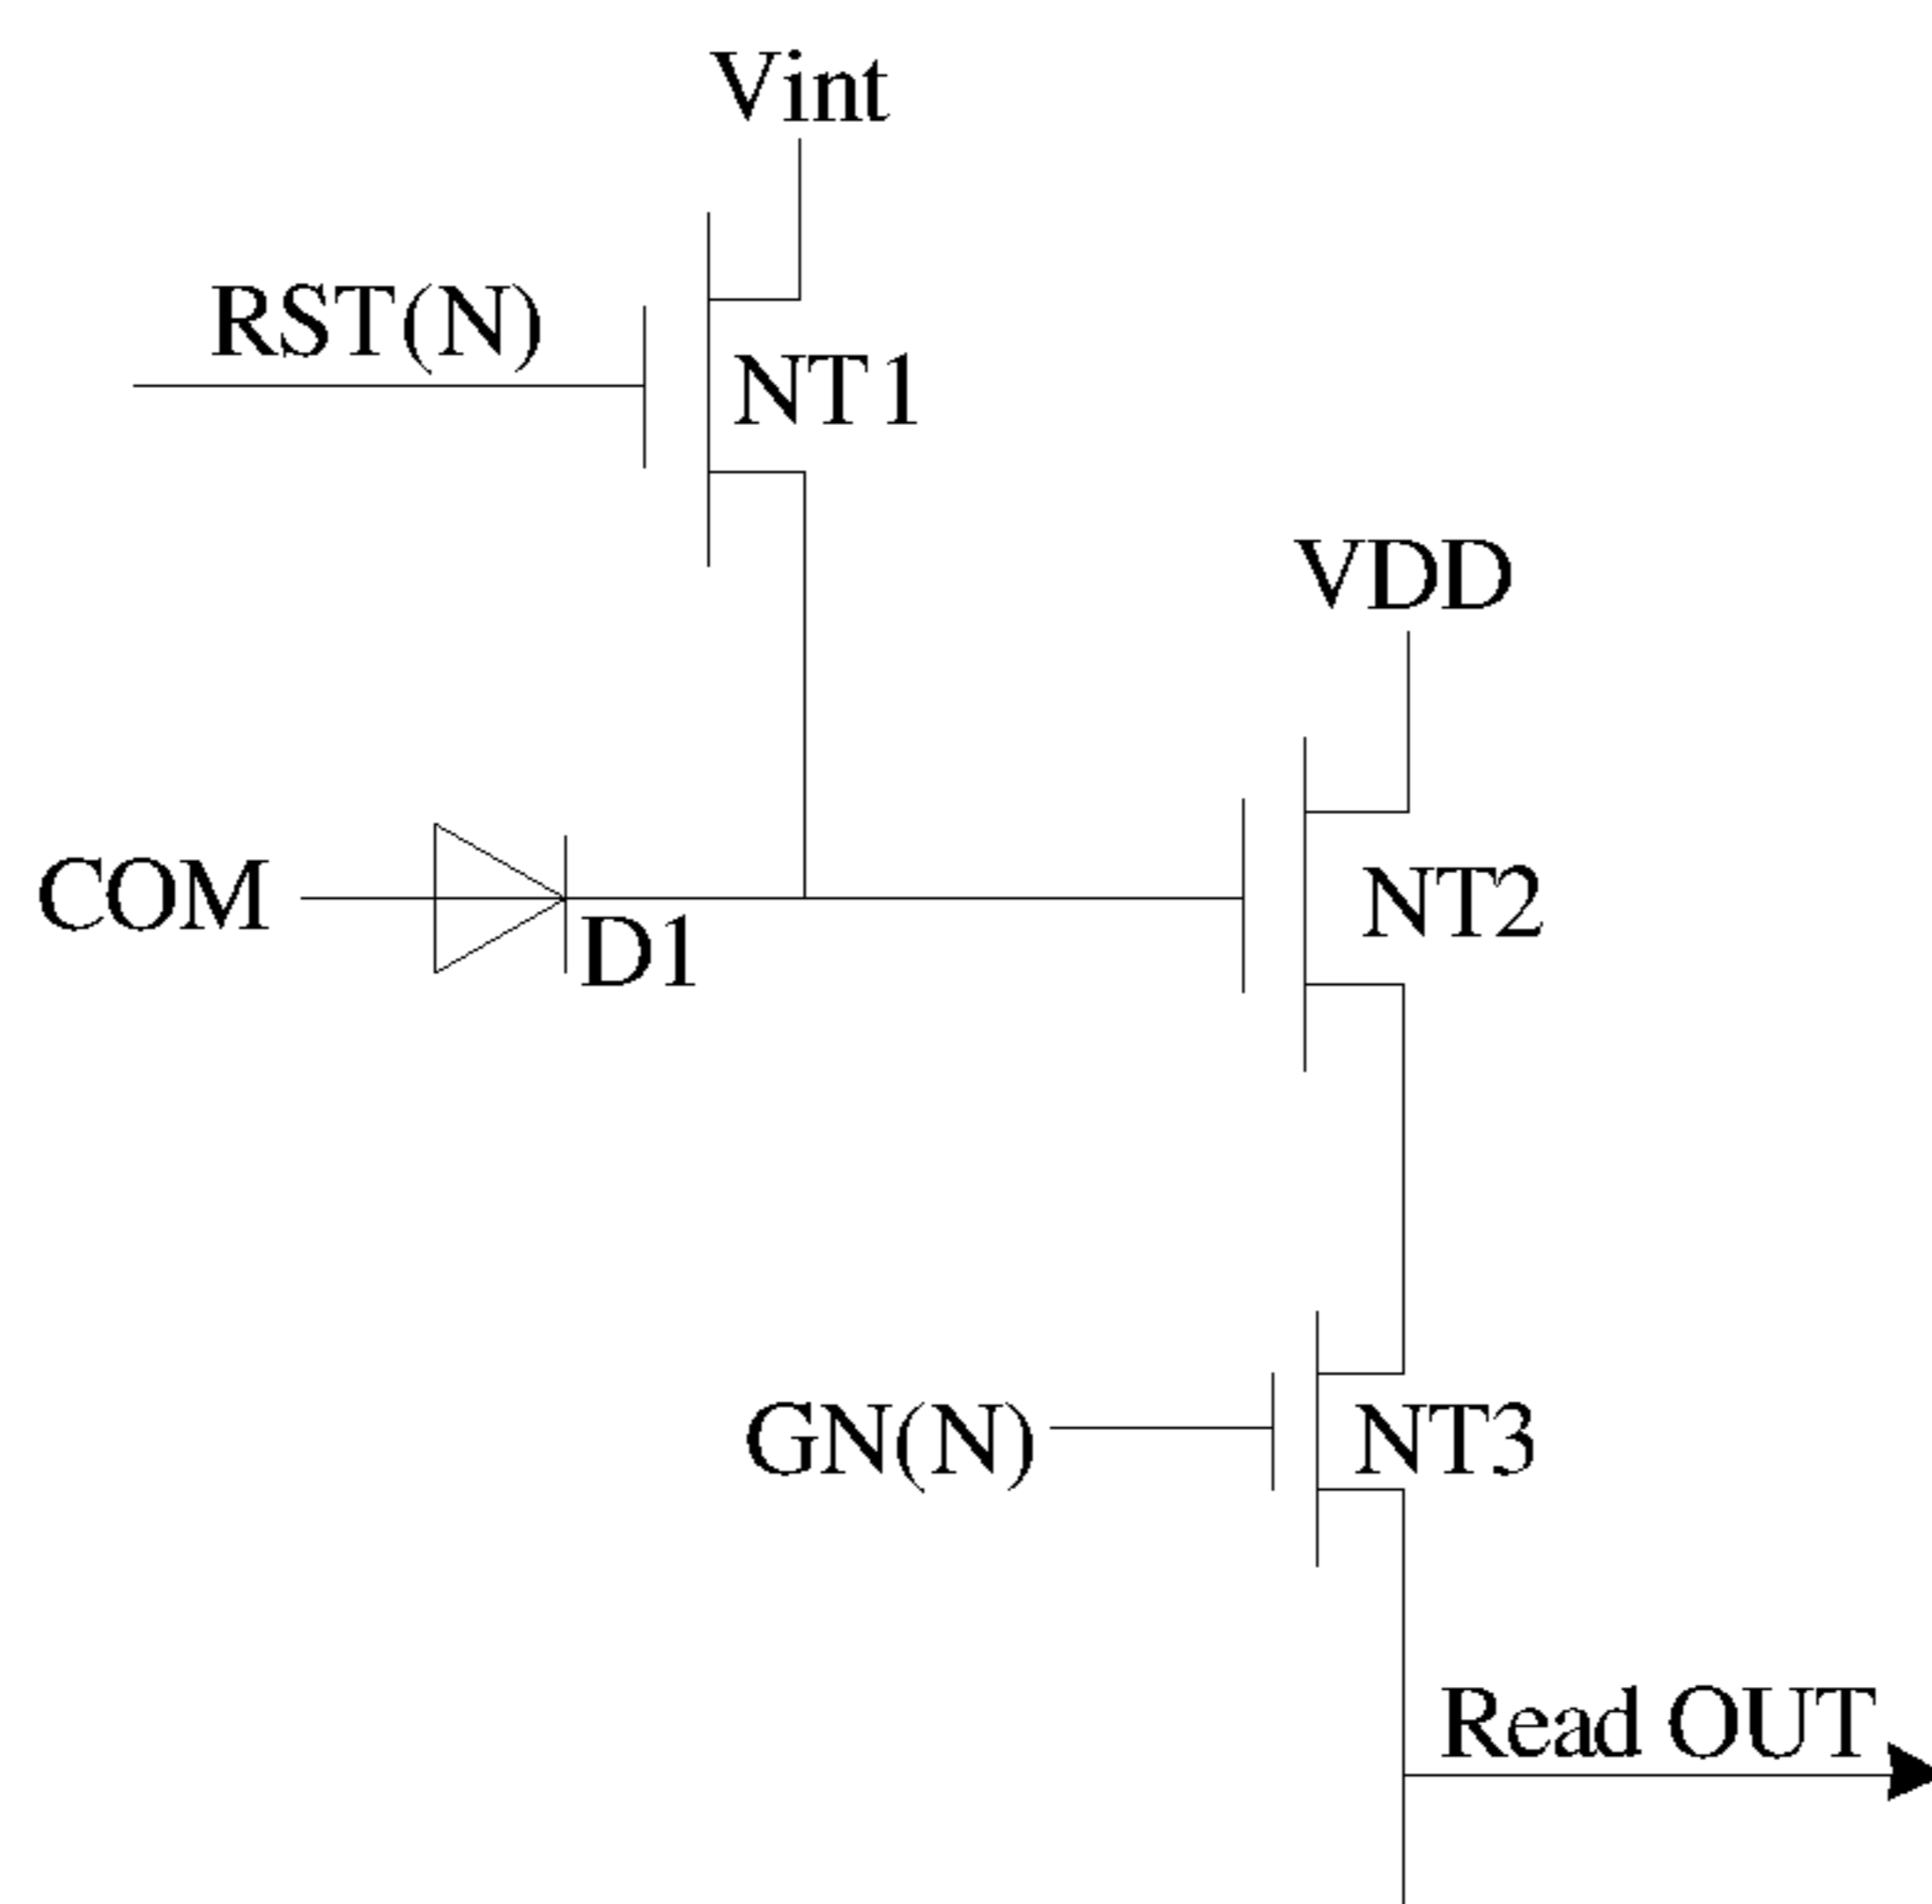 Vint
RST(N)
NT1
VDD
COM
D1
NT2
GN(N)
NT3
Read OUT